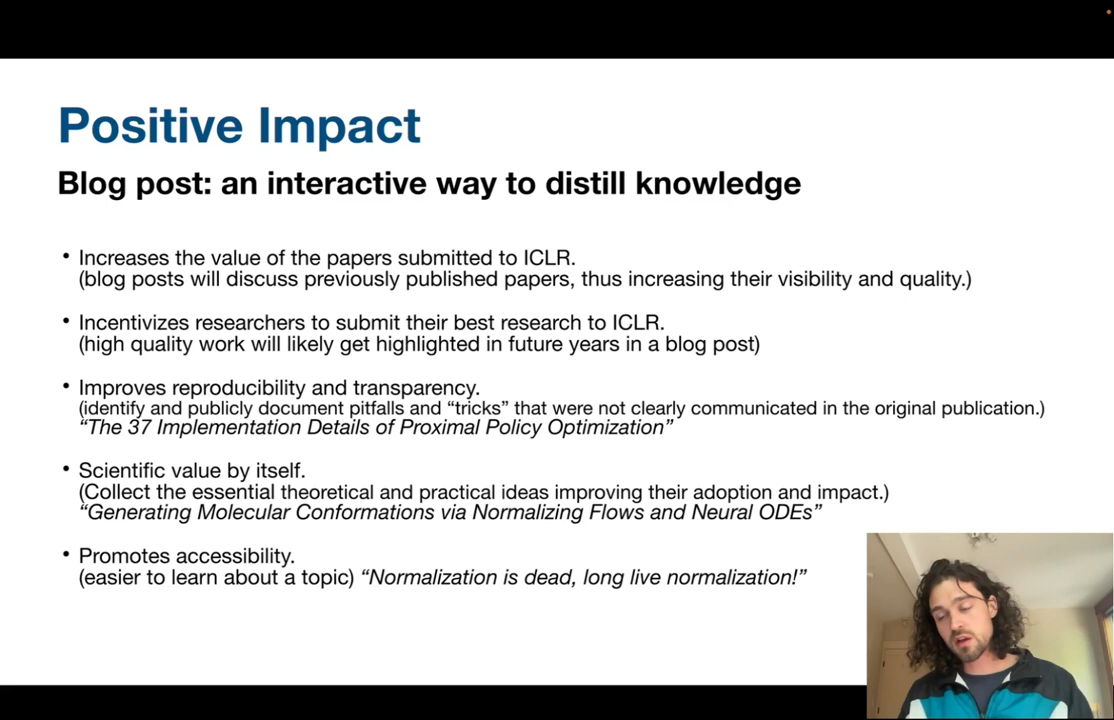 Positive Impact
Blog post: an interactive way to distill knowledge
• Increases the value of the papers submitted to ICLR.
(blog posts will discuss previously published papers, thus increasing their visibility and quality.)
• Incentivizes researchers to submit their best research to ICLR.
(high quality work will likely get highlighted in future years in a blog post)
• Improves reproducibility and transparency.
(identify and publicly document pitfalls and “tricks” that were not clearly communicated in the original publication.)
“The 37 Implementation Details of Proximal Policy Optimization”
• Scientific value by itself.
(Collect the essential theoretical and practical ideas improving their adoption and impact.)
“Generating Molecular Conformations via Normalizing Flows and Neural ODEs”
• Promotes accessibility.
(easier to learn about a topic) “Normalization is dead, long live normalization!”